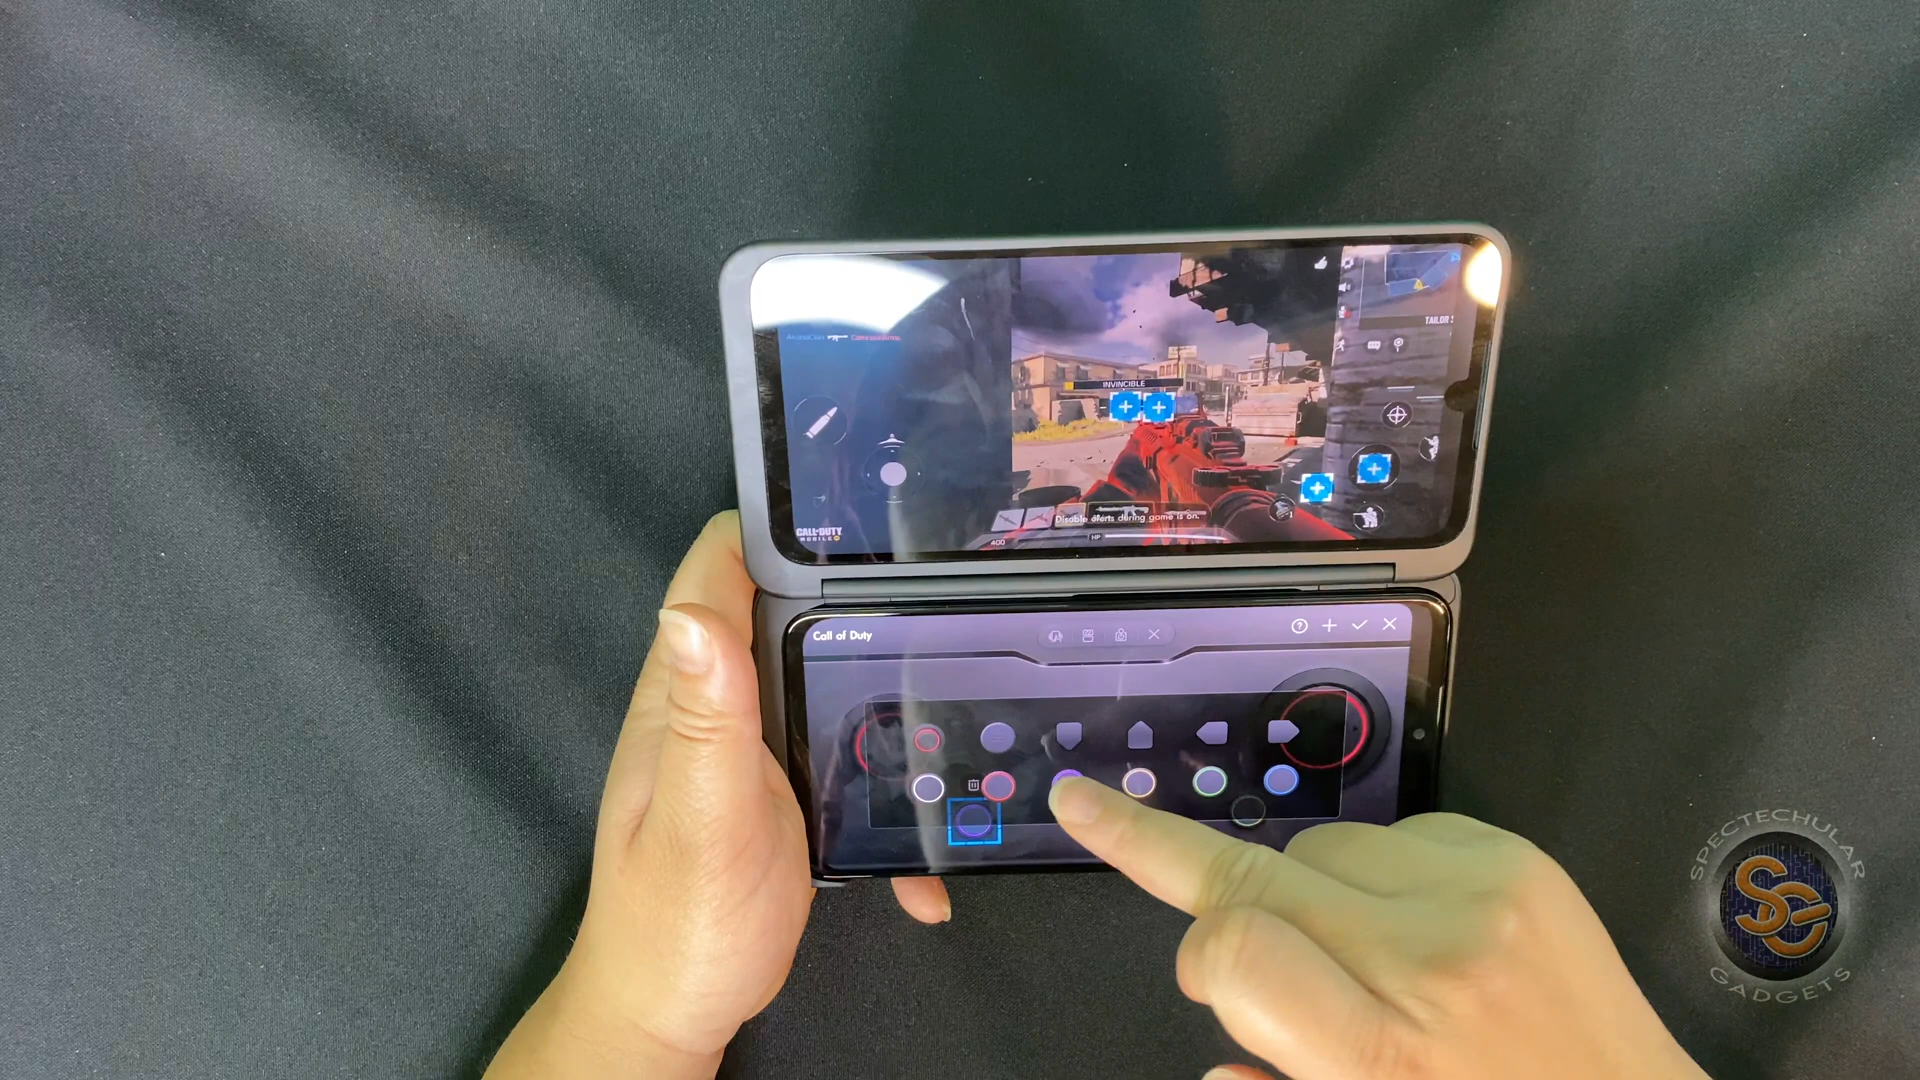 TAILOR
INVINCIBLE
Disable alerts during game is on.
400
HP
CALL OF DUTY
MOBILE
Call of Duty
SPECTECHULAR
SG
GADGETS